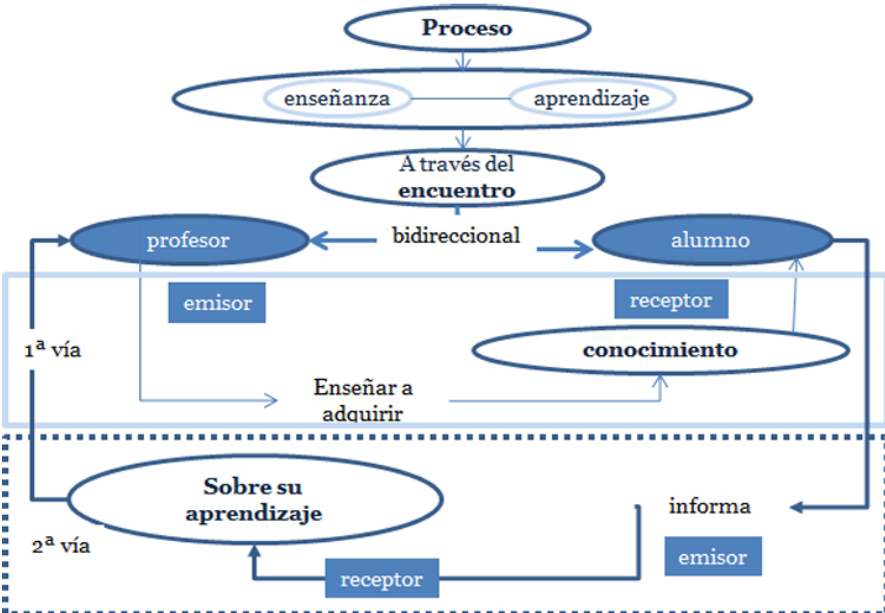 Proceso
enseñanza
aprendizaje
A través del
encuentro
profesor
bidireccional
alumno
emisor
receptor
1ª vía
conocimiento
Enseñar a
adquirir
Sobre su
aprendizaje
informa
2ª vía
emisor
receptor